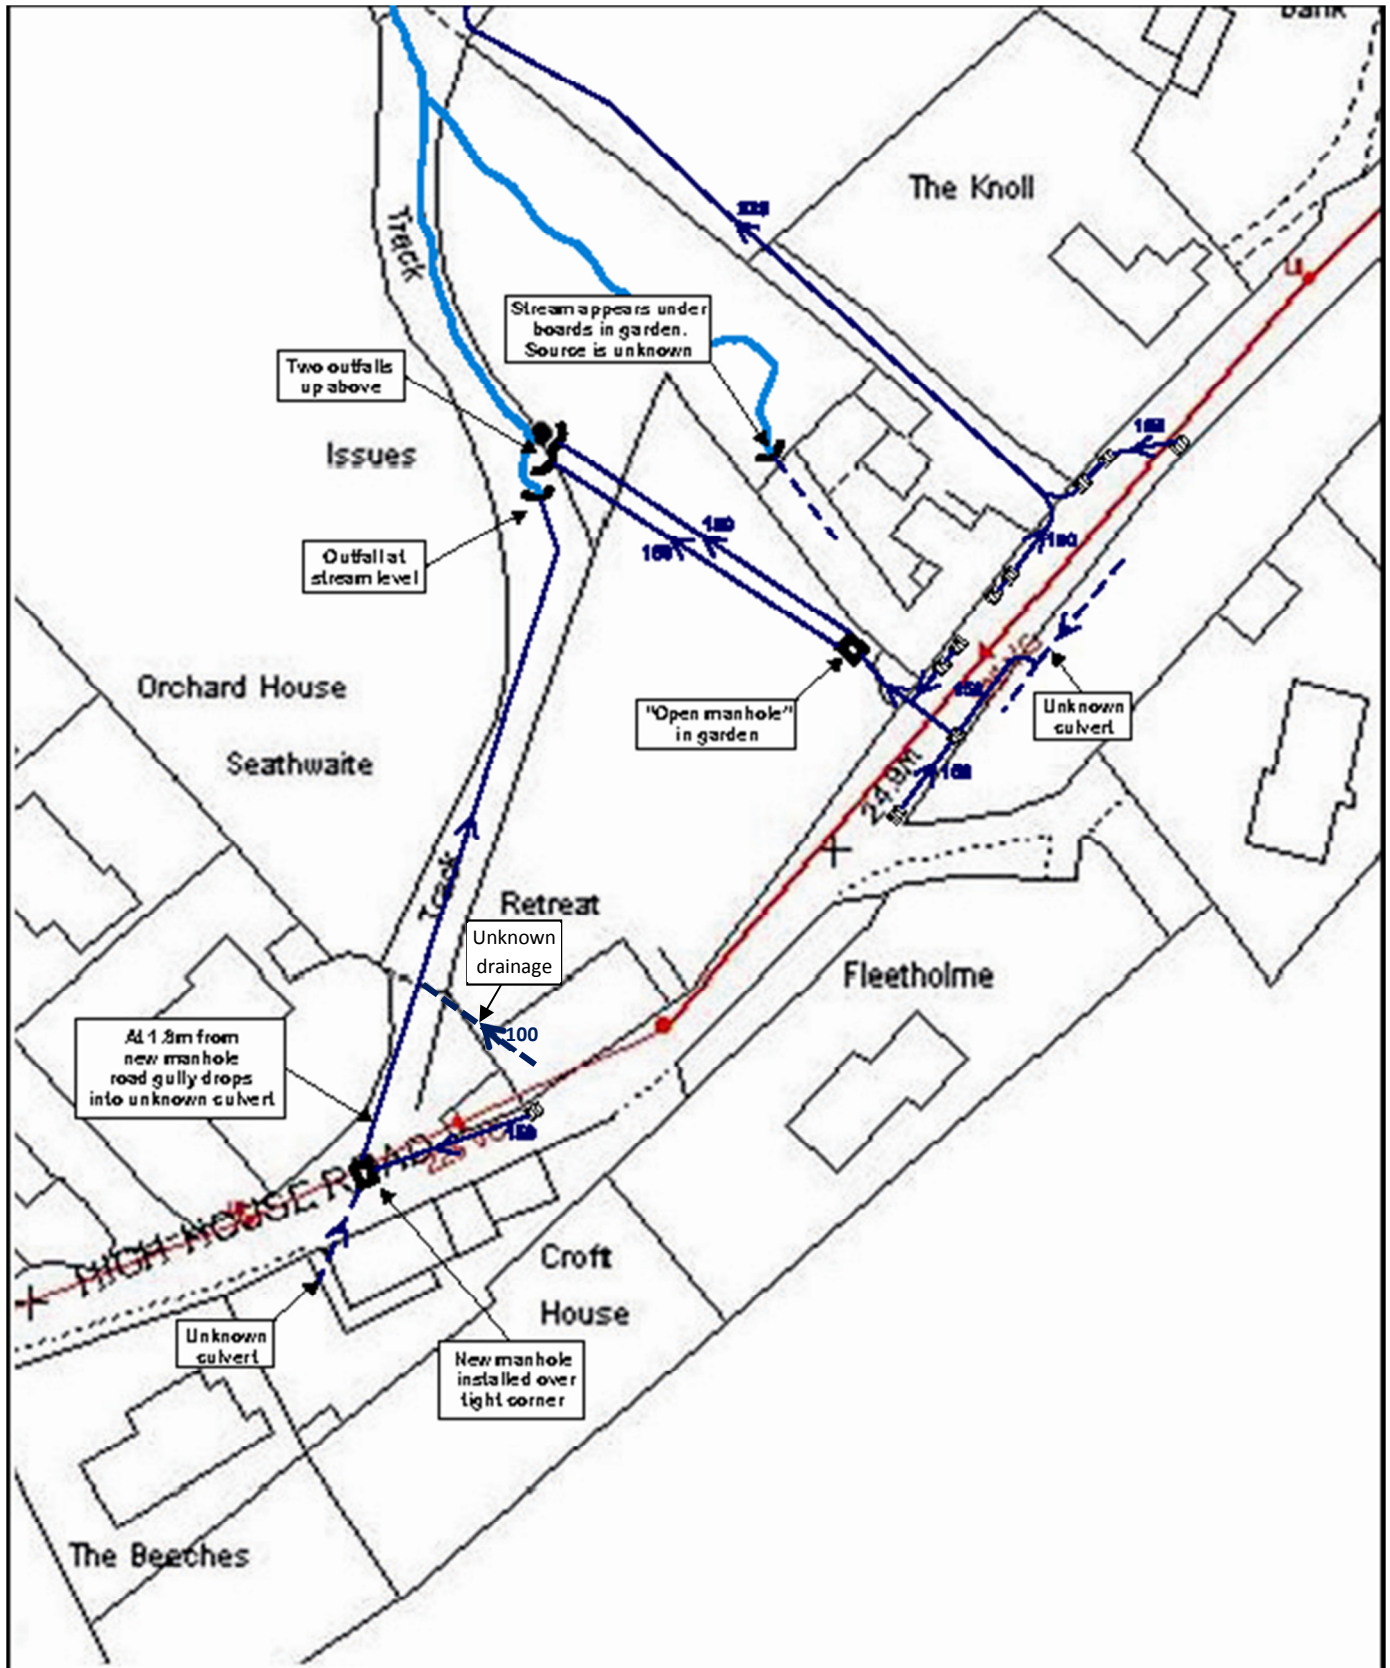 Bank
The Knoll
Track
Stream appears under
boards in garden.
Source is unknown
Two outfalls
up above
Issues
150
Outfall at
stream level
Orchard House
Seathwaite
"Open manhole"
in garden
Unknown
culvert
24.9m
150
Track
Retreat
Unknown
drainage
100
Fleetholme
At 1.8m from
new manhole
road gully drops
into unknown culvert
150
HIGH HOUSE ROAD
Croft
House
Unknown
culvert
New manhole
installed over
tight corner
The Beeches